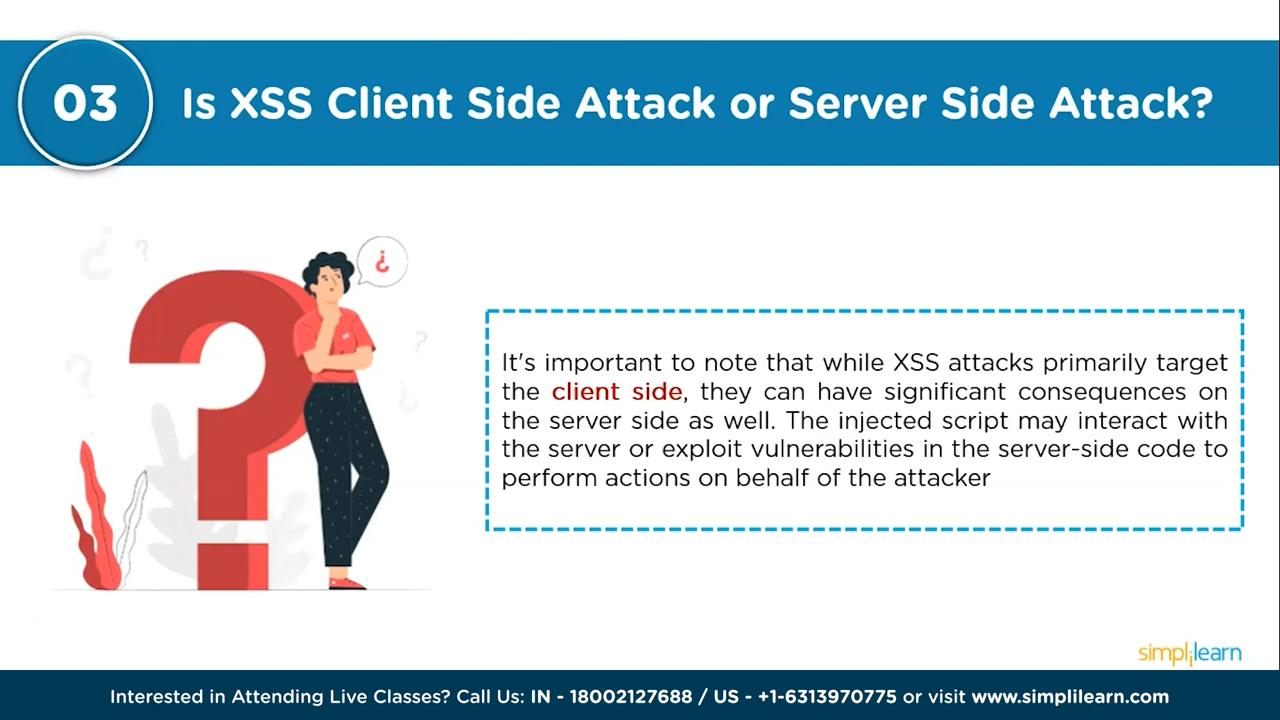 03
Is XSS Client Side Attack or Server Side Attack?
¿
?
¿
?
?
¿
?
It's important to note that while XSS attacks primarily target
the client side, they can have significant consequences on
the server side as well. The injected script may interact with
the server or exploit vulnerabilities in the server-side code to
perform actions on behalf of the attacker
simplilearn
Interested in Attending Live Classes? Call Us: IN - 18002127688 / US - +1-6313970775 or visit www.simplilearn.com